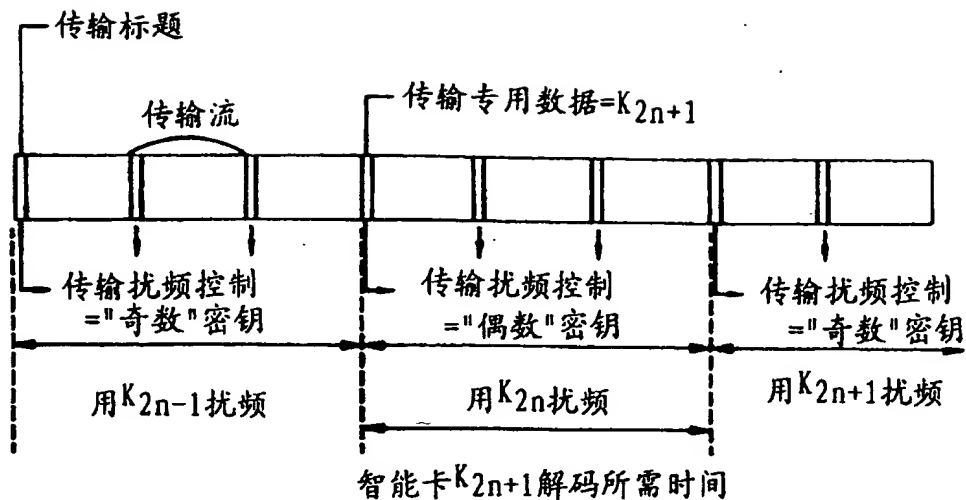 传输标题
传输流
传输专用数据=K2n+1
传输扰频控制
="奇数"密钥
传输扰频控制
="偶数"密钥
传输扰频控制
="奇数"密钥
用K2n-1扰频
用K2n扰频
用K2n+1扰频
智能卡K2n+1解码所需时间